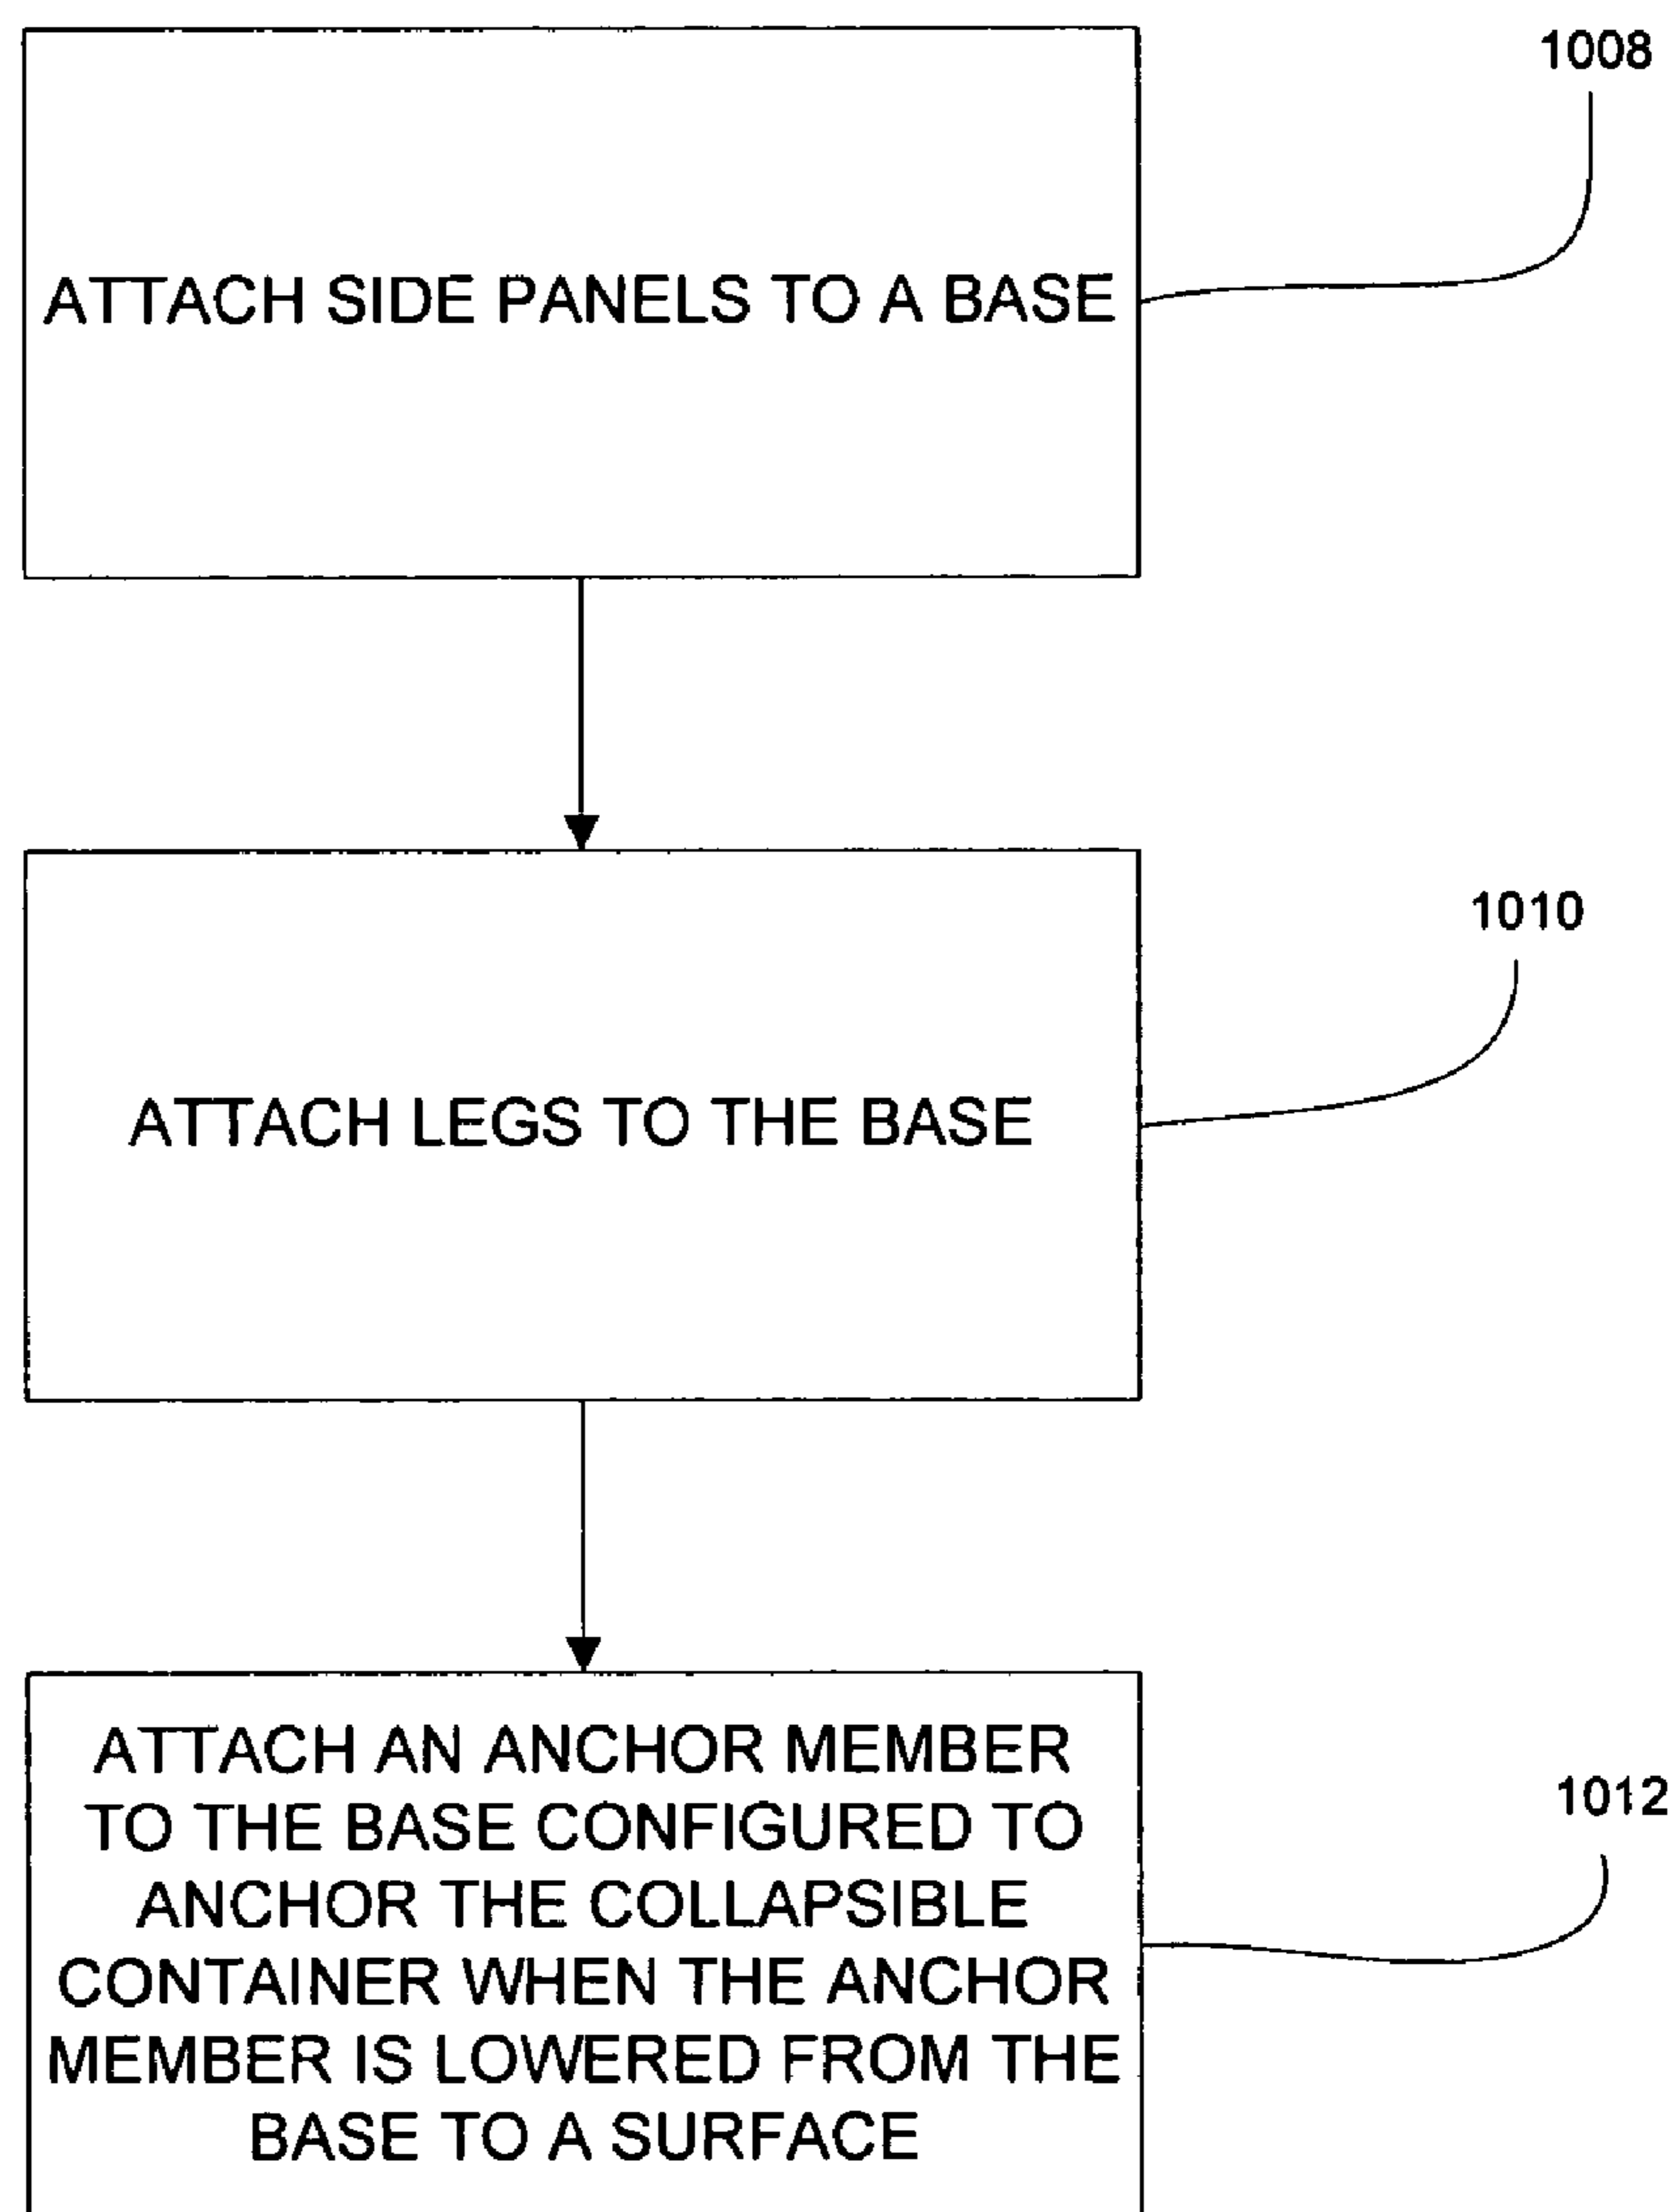 1008
ATTACH SIDE PANELS TO A BASE
1010
ATTACH LEGS TO THE BASE
ATTACH AN ANCHOR MEMBER
TO THE BASE CONFIGURED TO
ANCHOR THE COLLAPSIBLE
CONTAINER WHEN THE ANCHOR
MEMBER IS LOWERED FROM THE
BASE TO A SURFACE
1012